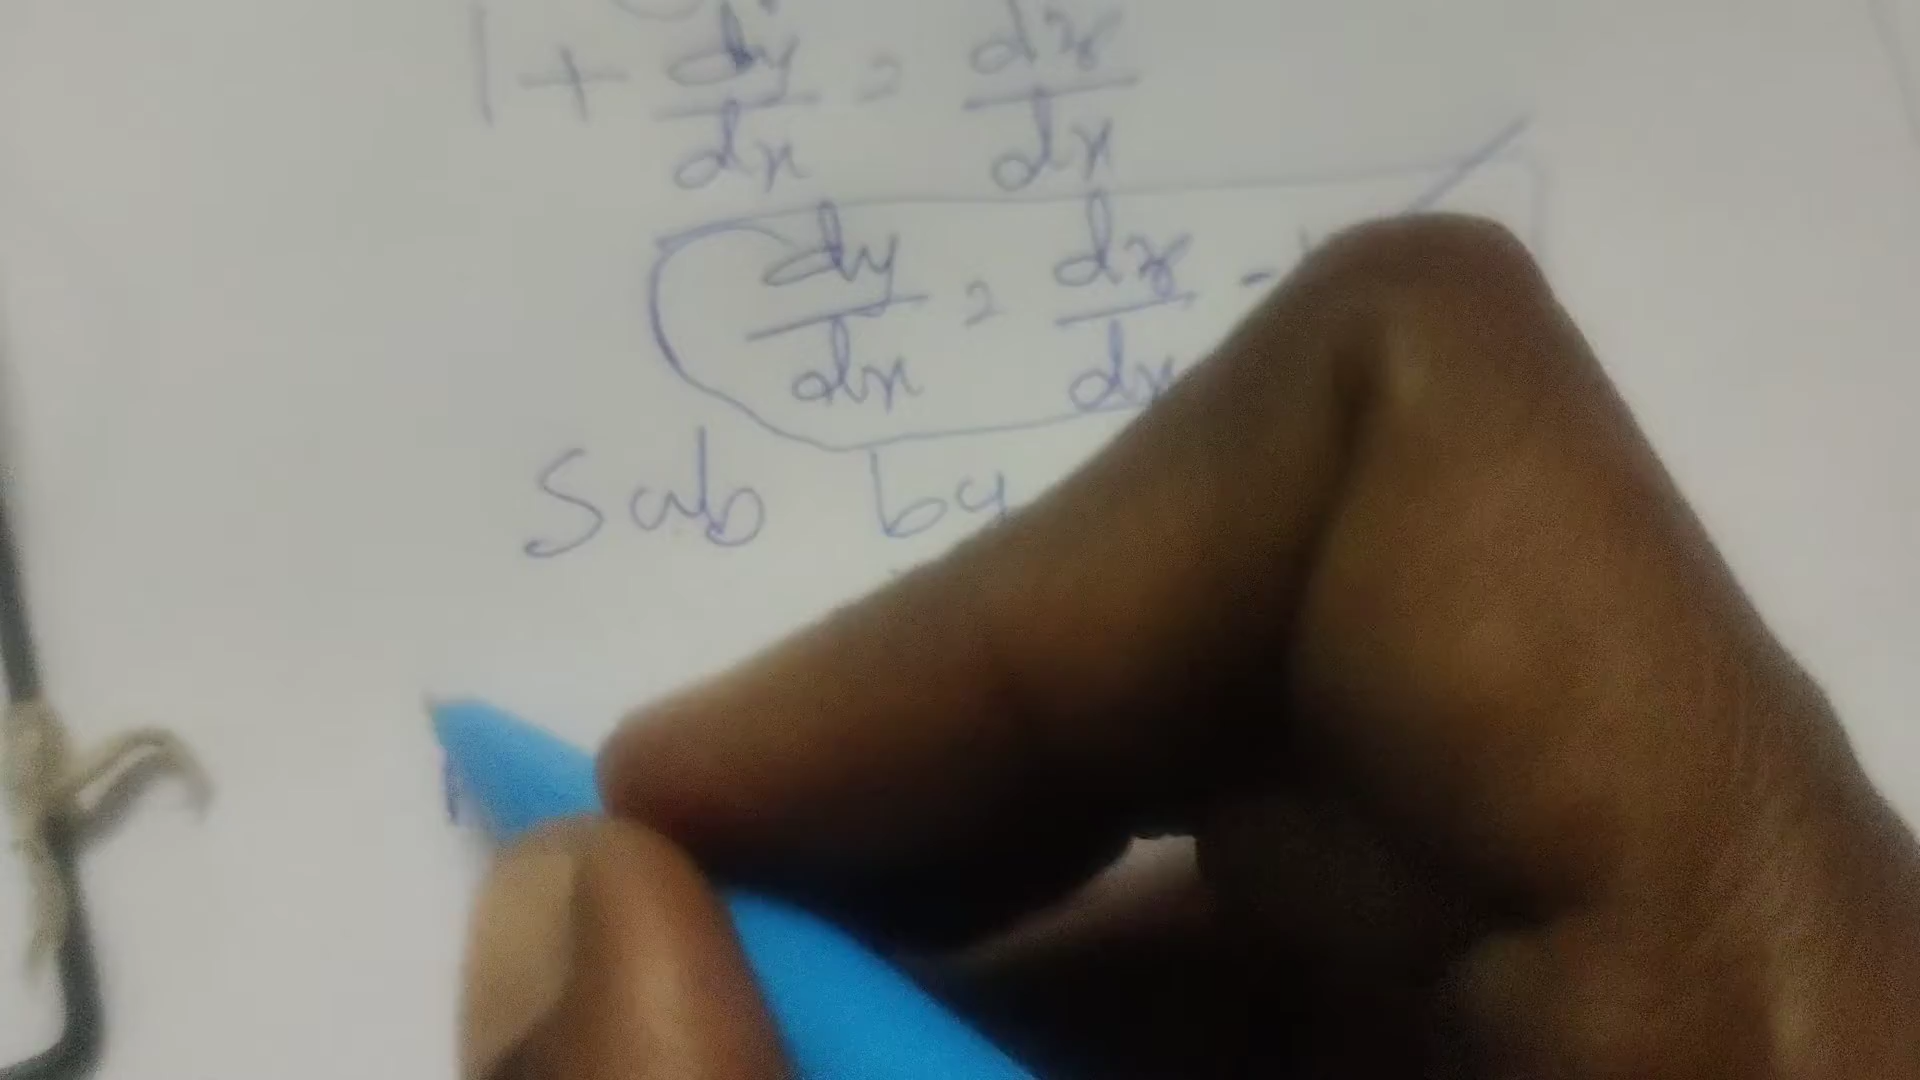 1 + dy/dx = dz/dx
dy/dx = dz/dx -
Sub by